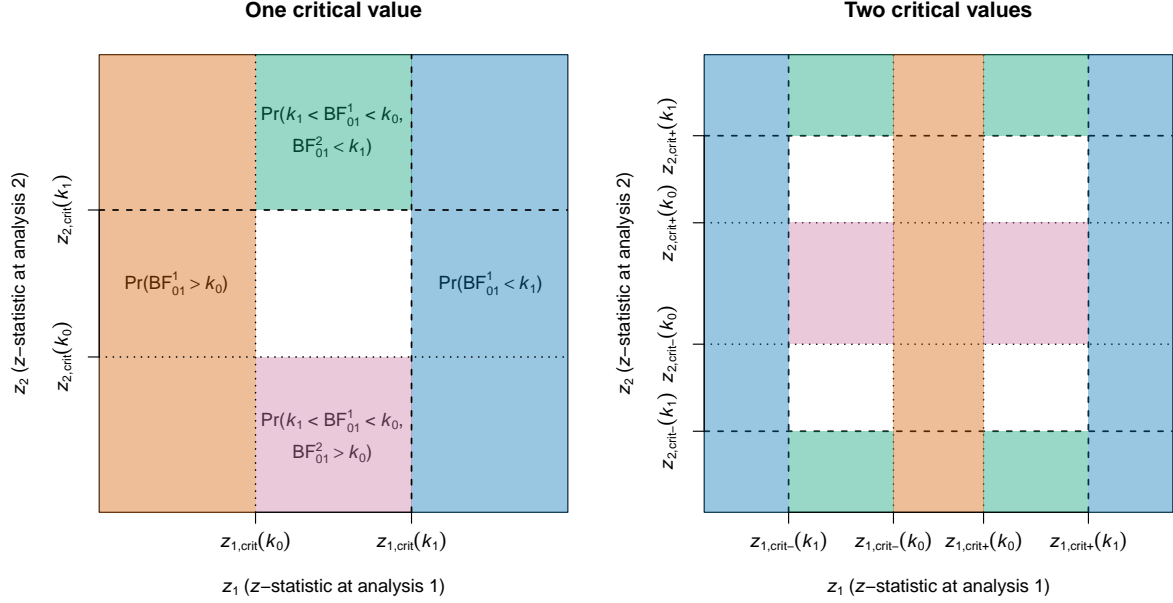 One critical value
Pr(k₁ < BF¹₀₁ < k₀,
BF²₀₁ < k₁)
Pr(BF¹₀₁ > k₀)
Pr(BF¹₀₁ < k₁)
Pr(k₁ < BF¹₀₁ < k₀,
BF²₀₁ > k₀)
z₂ (z−statistic at analysis 2)
z₂,crit(k₁)
z₂,crit(k₀)
z₁,crit(k₀)
z₁,crit(k₁)
z₁ (z−statistic at analysis 1)
Two critical values
z₂ (z−statistic at analysis 2)
z₂,crit+(k₁)
z₂,crit+(k₀)
z₂,crit−(k₀)
z₂,crit−(k₁)
z₁,crit−(k₁)
z₁,crit−(k₀)
z₁,crit+(k₀)
z₁,crit+(k₁)
z₁ (z−statistic at analysis 1)